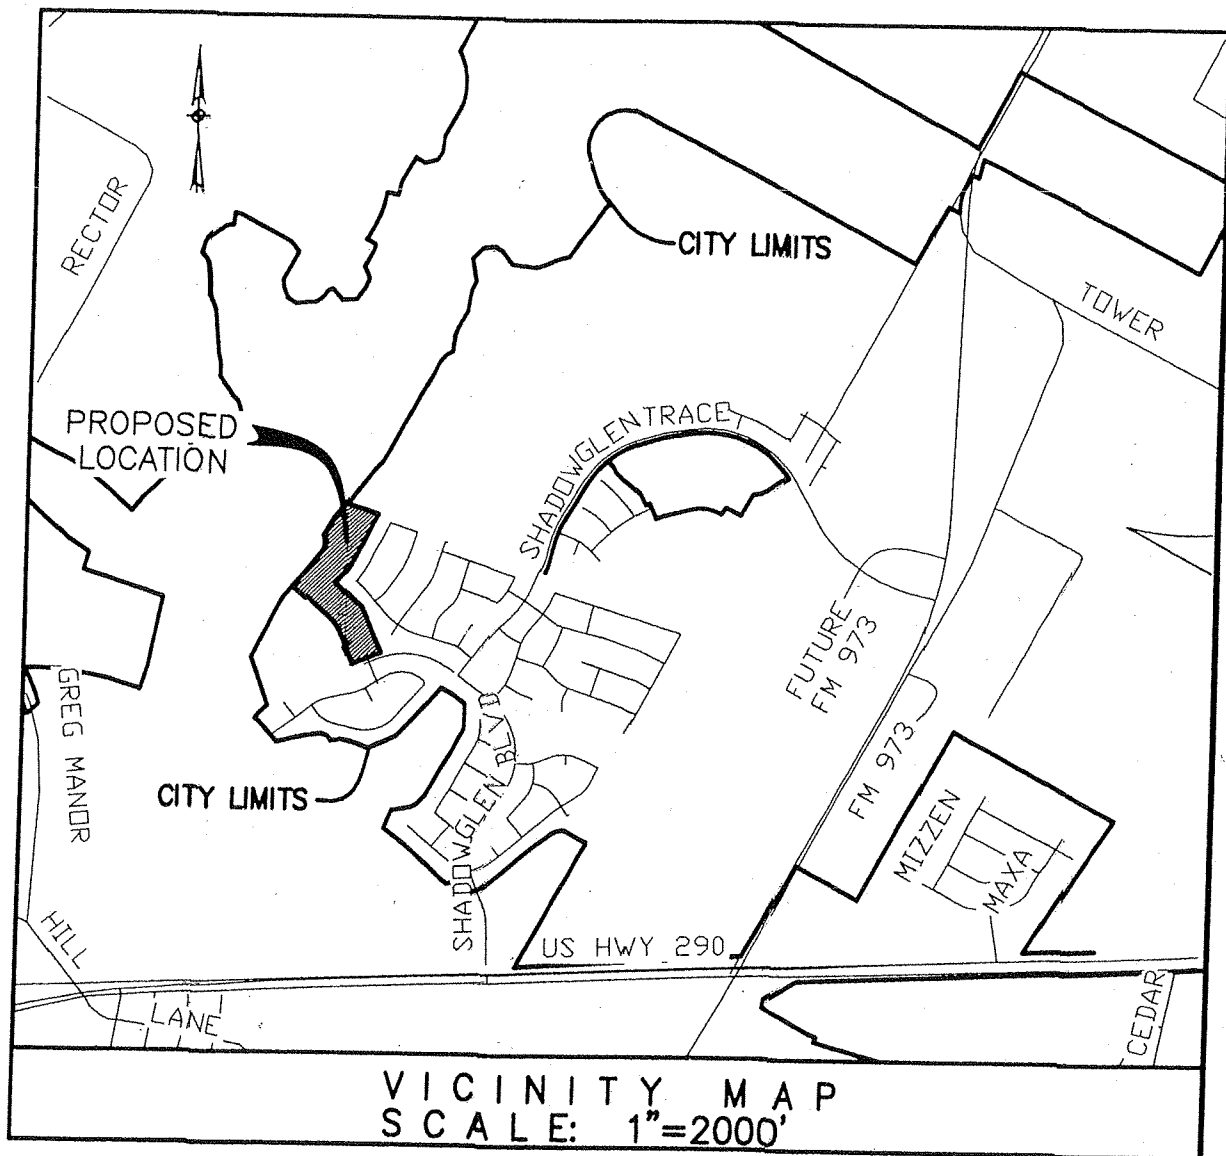 RECTOR
CITY LIMITS
TOWER
PROPOSED
LOCATION
SHADOWGLEN TRACE
FUTURE
FM 973
GREG MANOR
SHADOWGLEN BLVD
FM 973
CITY LIMITS
MIZZEN
MAXA
HILL
US HWY 290
LANE
CEDAR
VICINITY MAP
SCALE: 1"=2000'